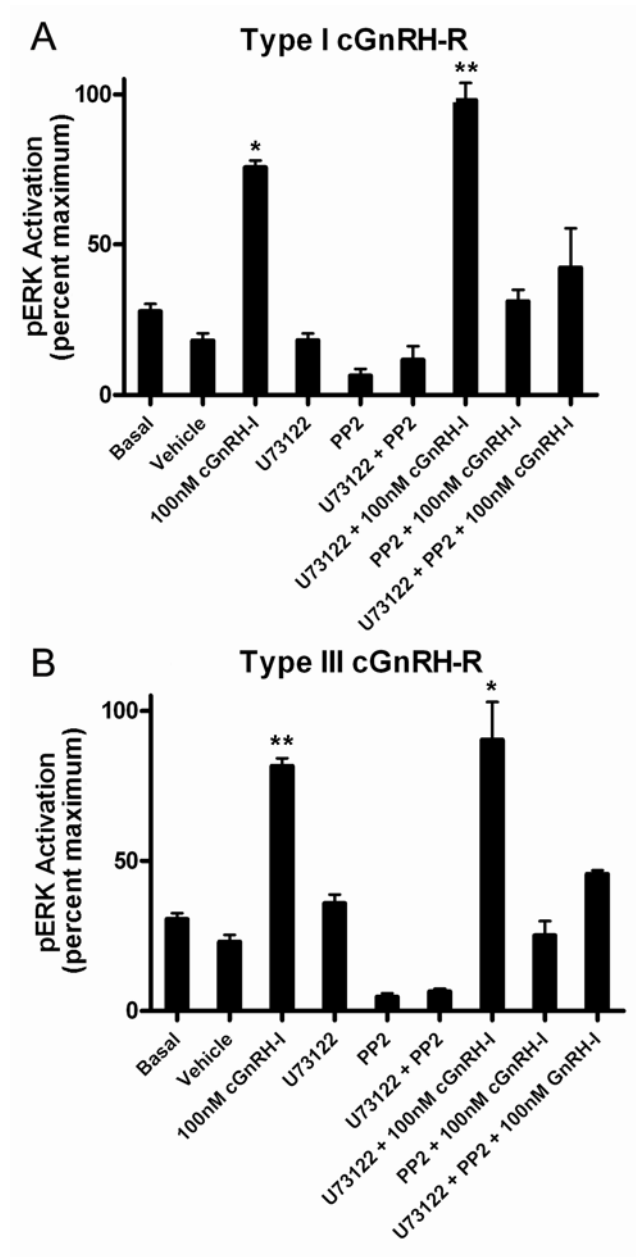 A
Type I cGnRH-R
**
*
100
50
0
pERK Activation
(percent maximum)
Basal
Vehicle
100nM cGnRH-I
U73122
PP2
U73122 + PP2
U73122 + 100nM cGnRH-I
PP2 + 100nM cGnRH-I
U73122 + PP2 + 100nM cGnRH-I
B
Type III cGnRH-R
*
**
100
50
0
pERK Activation
(percent maximum)
Basal
Vehicle
100nM cGnRH-I
U73122
PP2
U73122 + PP2
U73122 + 100nM cGnRH-I
PP2 + 100nM cGnRH-I
U73122 + PP2 + 100nM GnRH-I